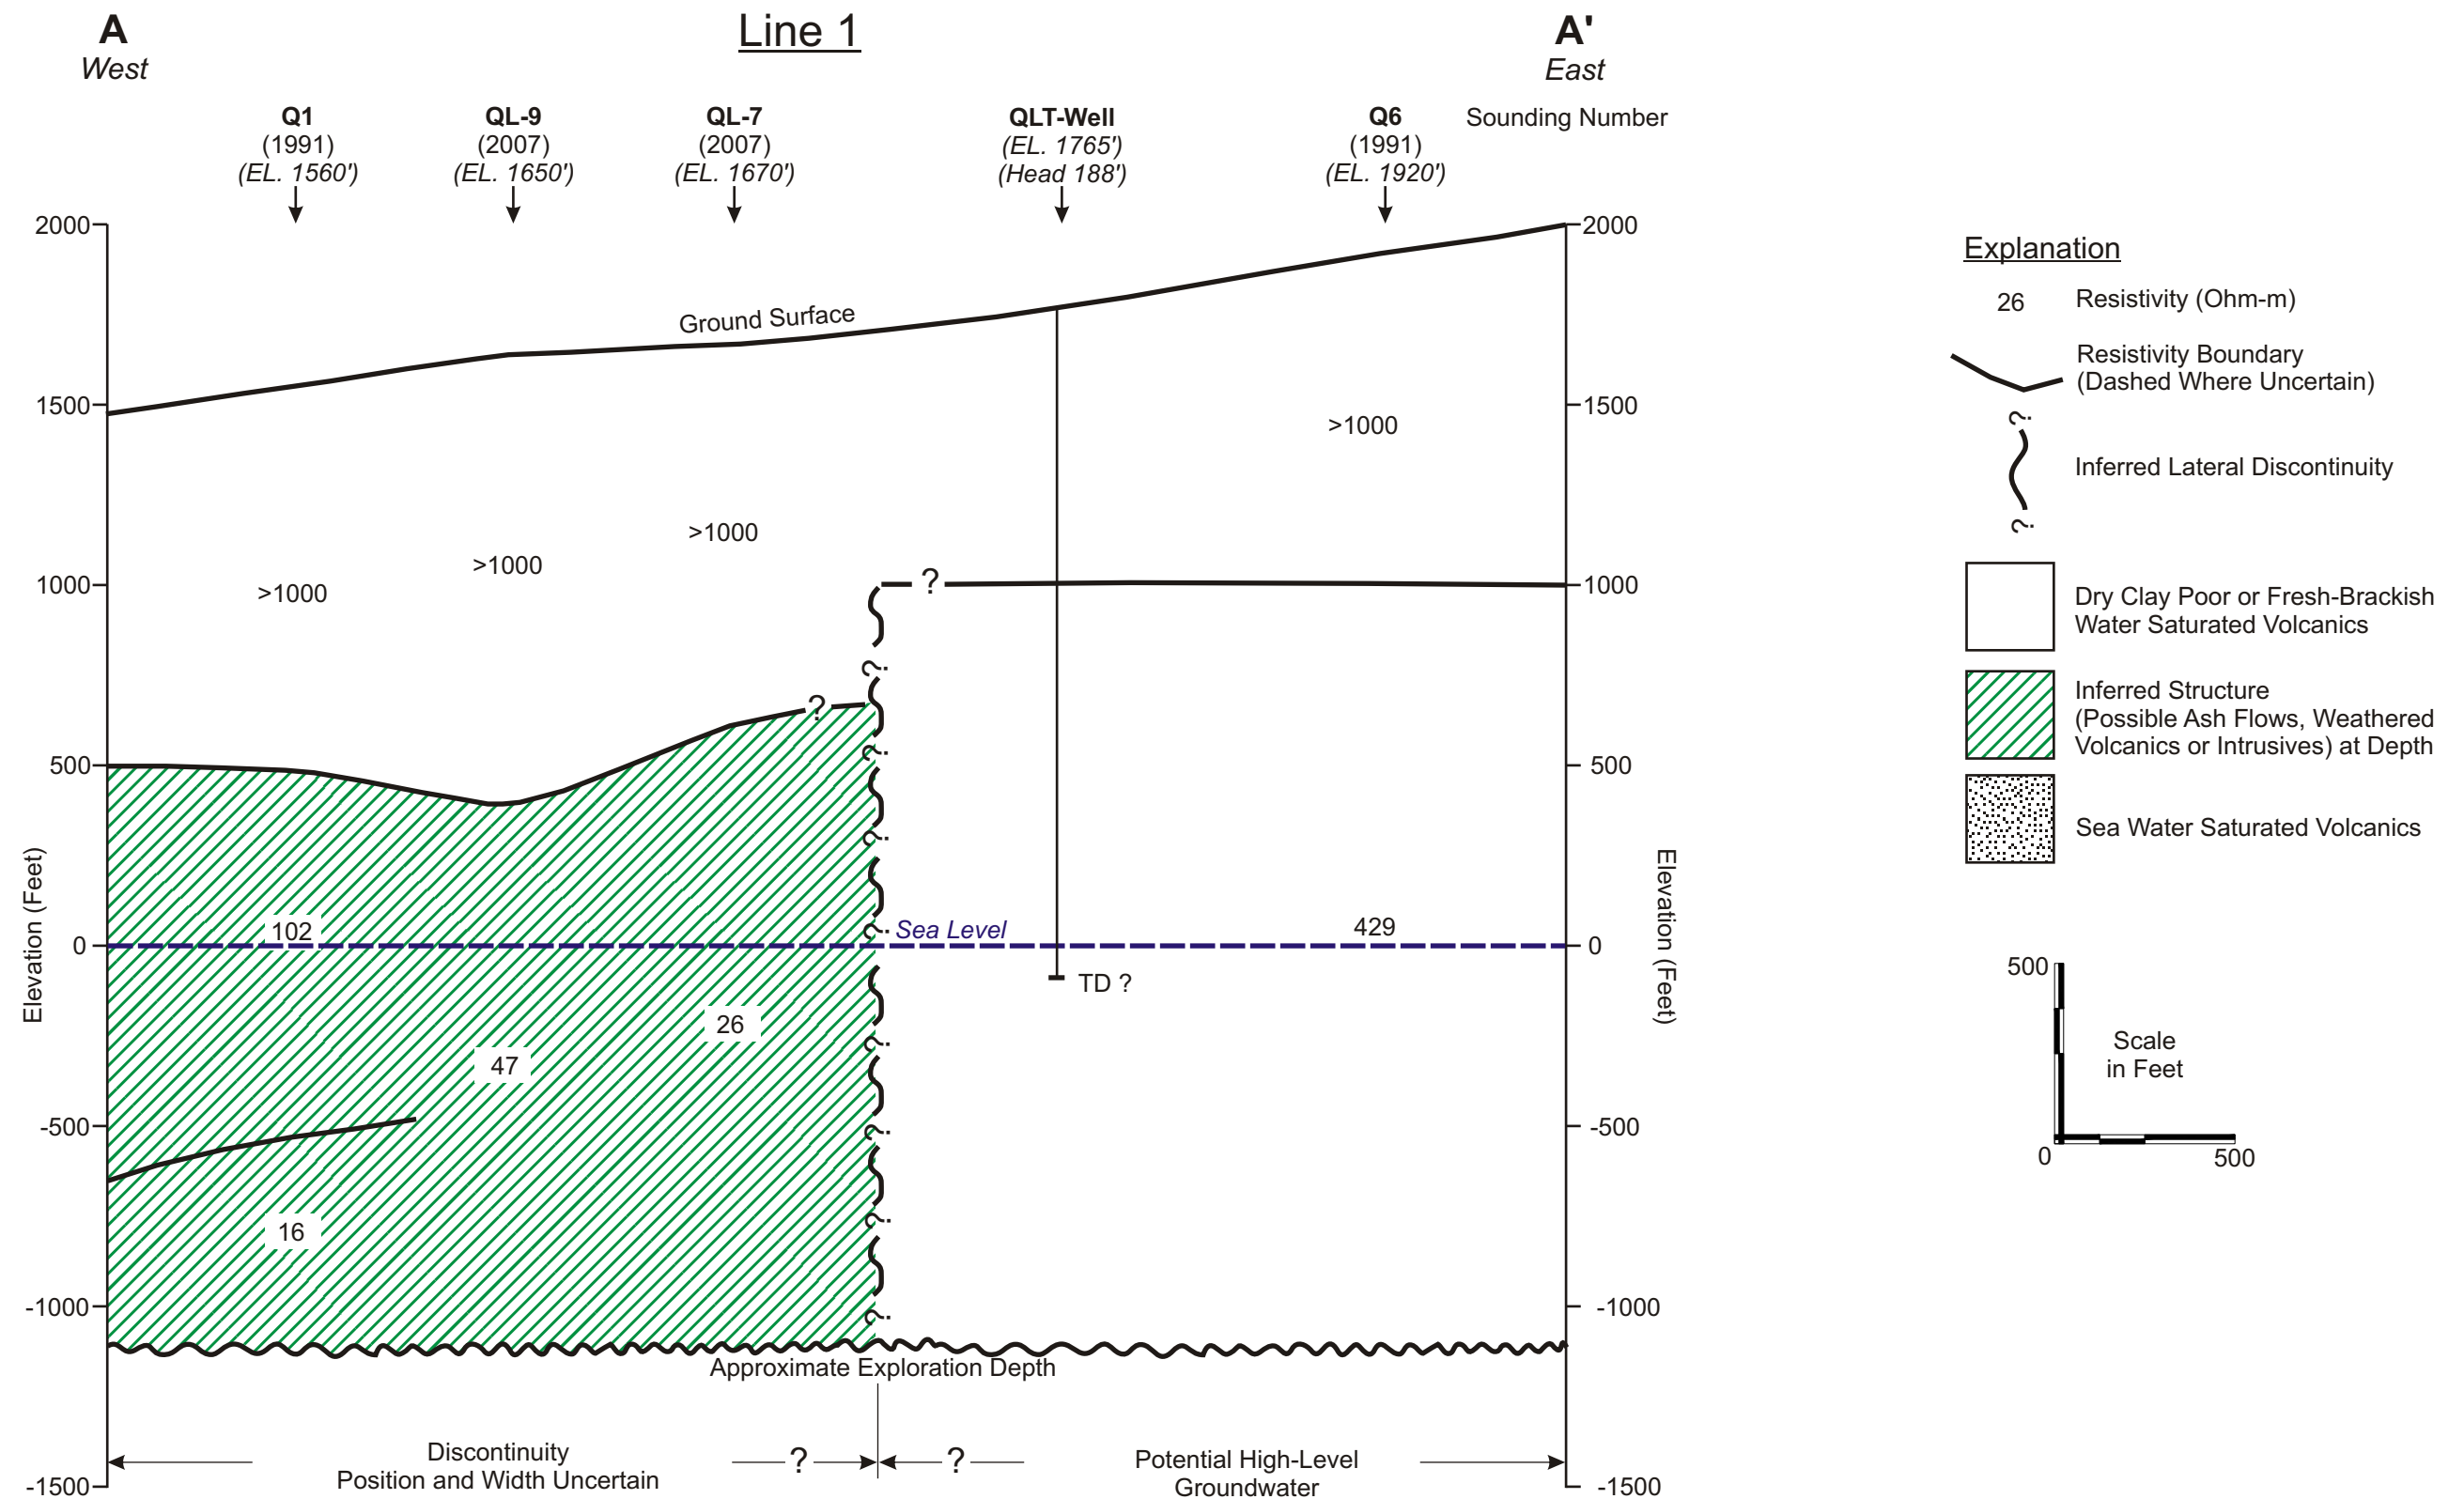 A
West
Line 1
A'
East
Q1
(1991)
(EL. 1560')
QL-9
(2007)
(EL. 1650')
QL-7
(2007)
(EL. 1670')
QLT-Well
(EL. 1765')
(Head 188')
Q6
(1991)
(EL. 1920')
Sounding Number
2000
1500
1000
500
0
-500
-1000
-1500
Elevation (Feet)
Ground Surface
>1000
>1000
>1000
>1000
?
?
?
?
?
?
?
?
?
?
102
Sea Level
429
TD ?
26
47
16
Approximate Exploration Depth
Discontinuity
Position and Width Uncertain
?
?
Potential High-Level
Groundwater
2000
1500
1000
500
0
-500
-1000
-1500
Elevation (Feet)
Explanation
26
Resistivity (Ohm-m)
Resistivity Boundary
(Dashed Where Uncertain)
?
Inferred Lateral Discontinuity
?
Dry Clay Poor or Fresh-Brackish
Water Saturated Volcanics
Inferred Structure
(Possible Ash Flows, Weathered
Volcanics or Intrusives) at Depth
Sea Water Saturated Volcanics
500
Scale
in Feet
0
500